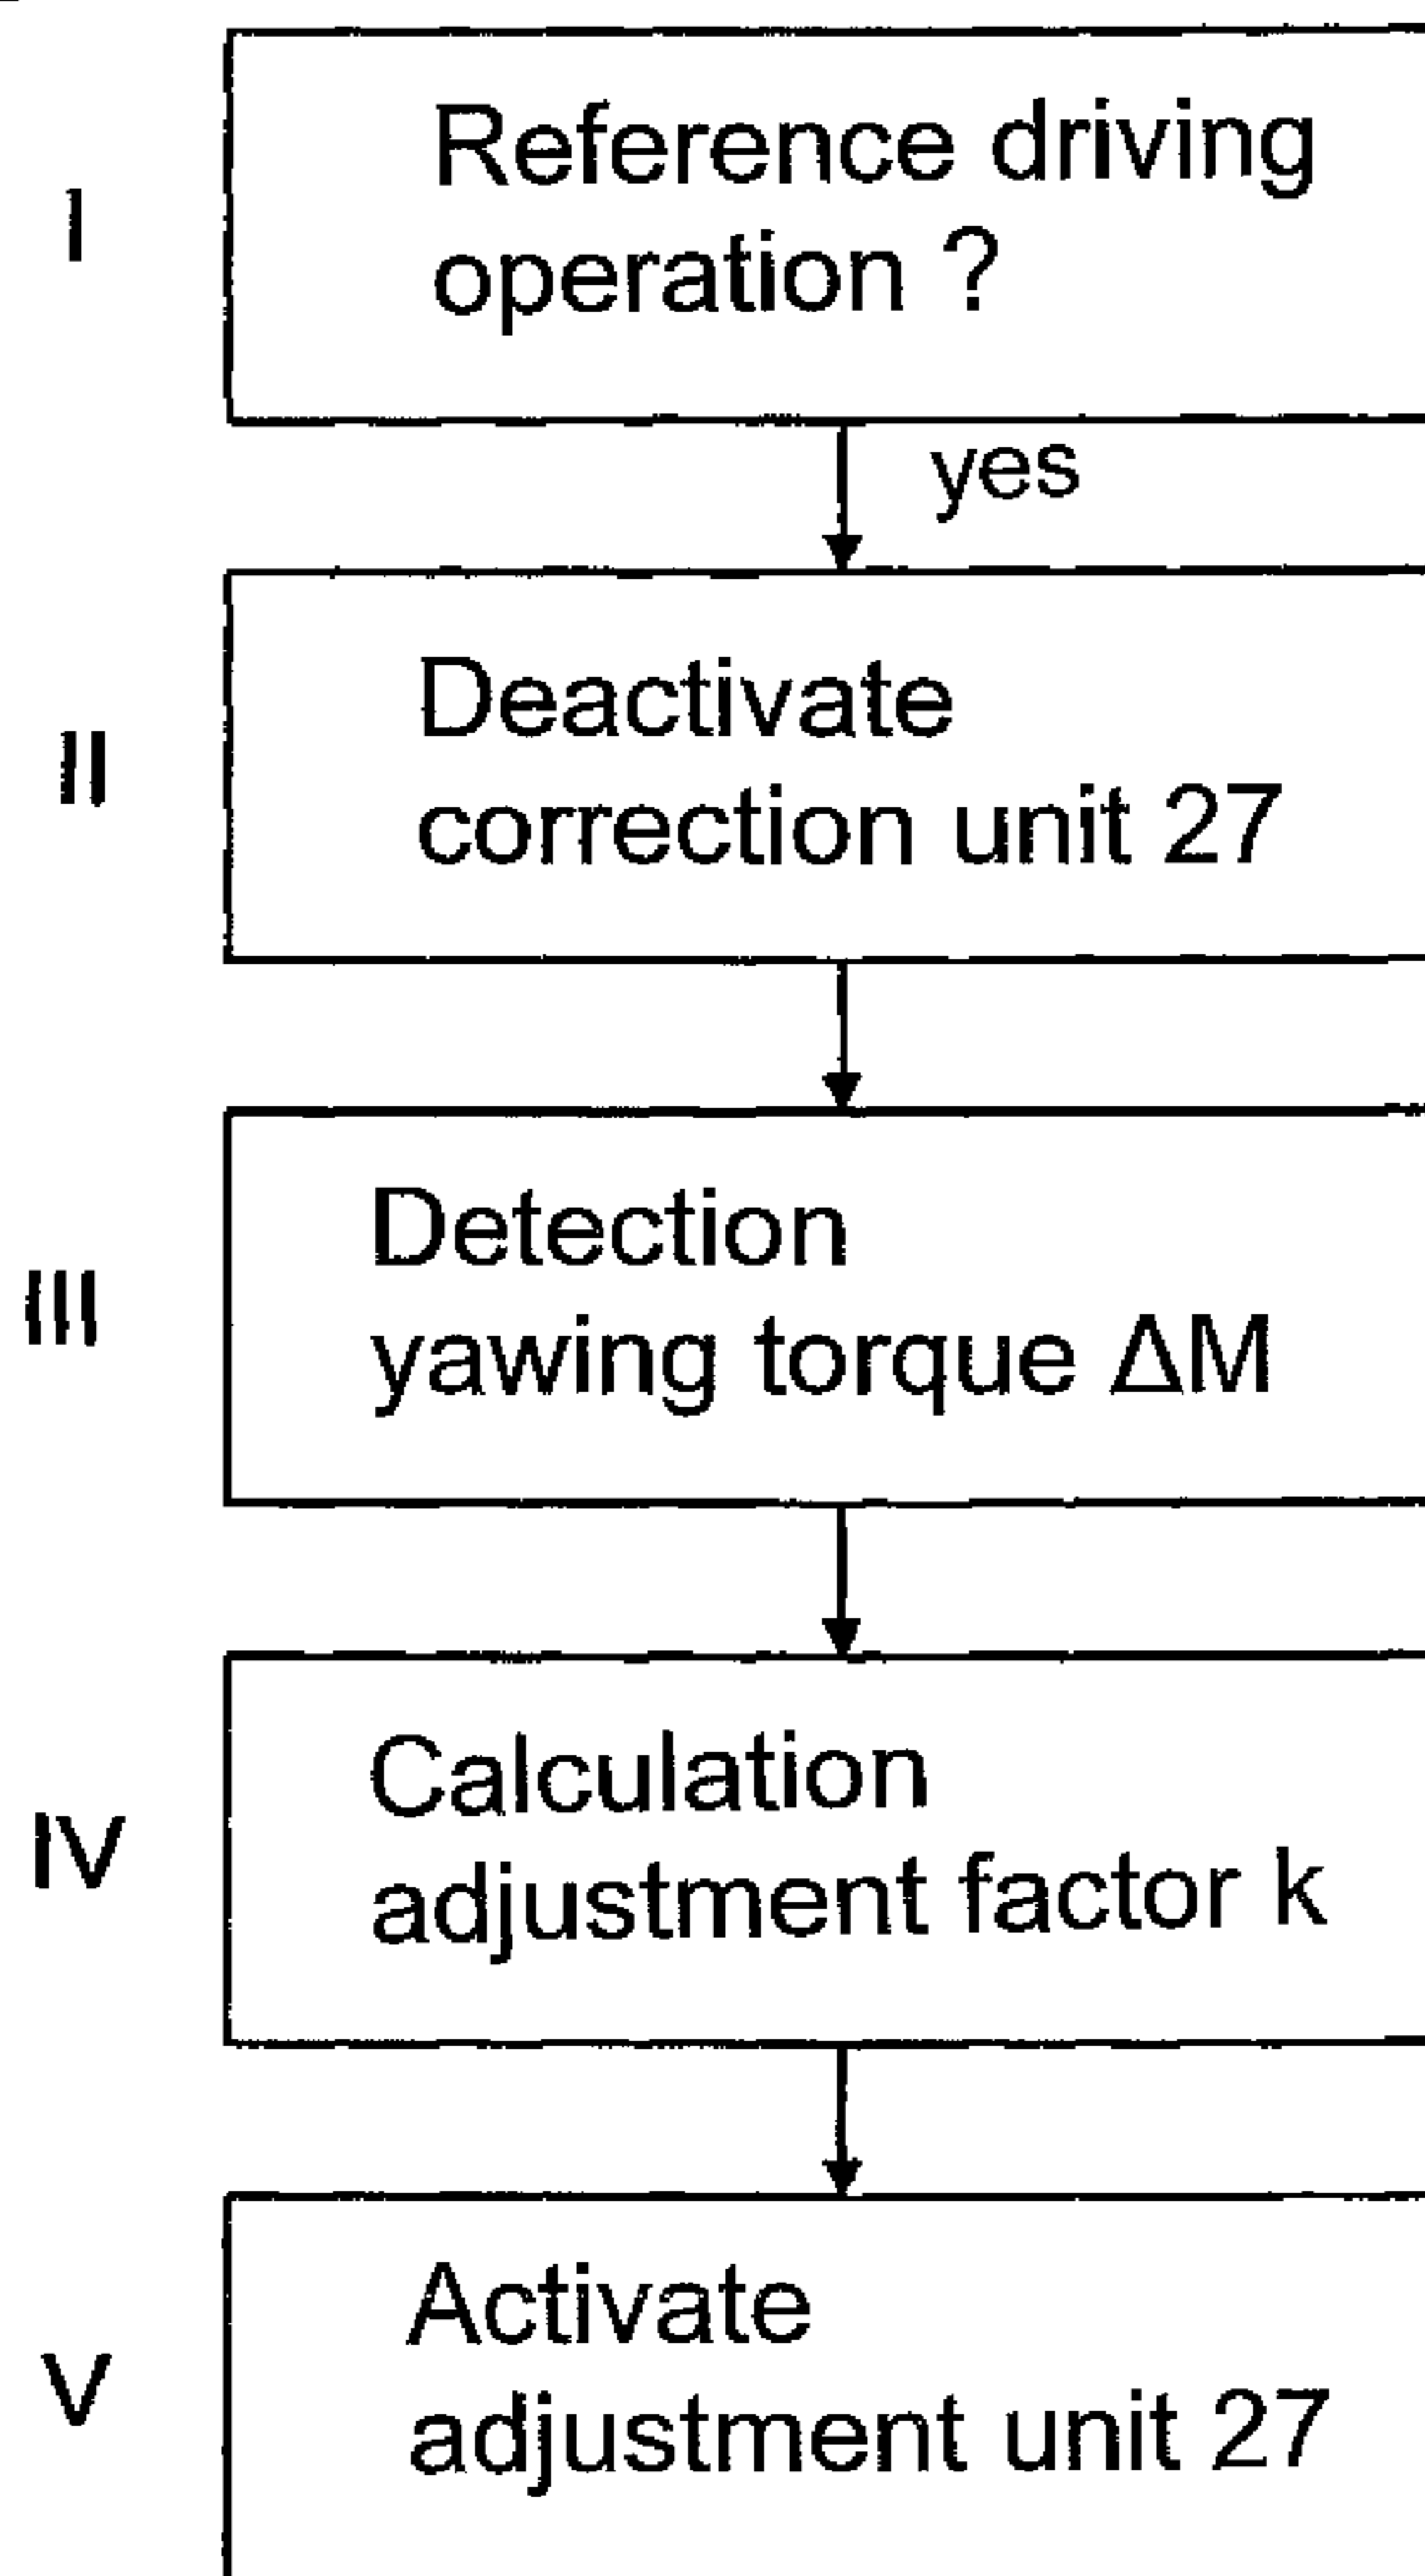 I
Reference driving
operation ?
yes
II
Deactivate
correction unit 27
III
Detection
yawing torque ΔM
IV
Calculation
adjustment factor k
V
Activate
adjustment unit 27